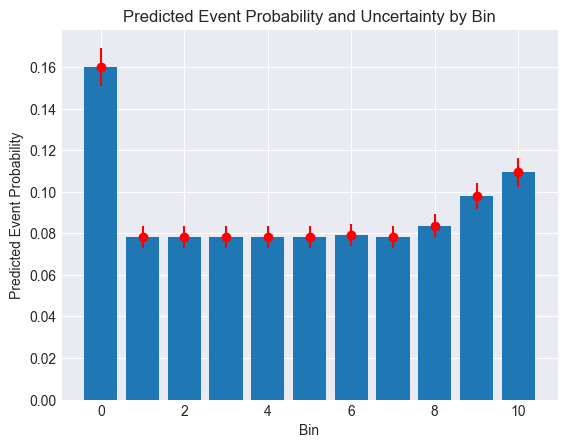 Predicted Event Probability and Uncertainty by Bin
Predicted Event Probability
0.16
0.14
0.12
0.10
0.08
0.06
0.04
0.02
0.00
0 2 4 6 8 10
Bin